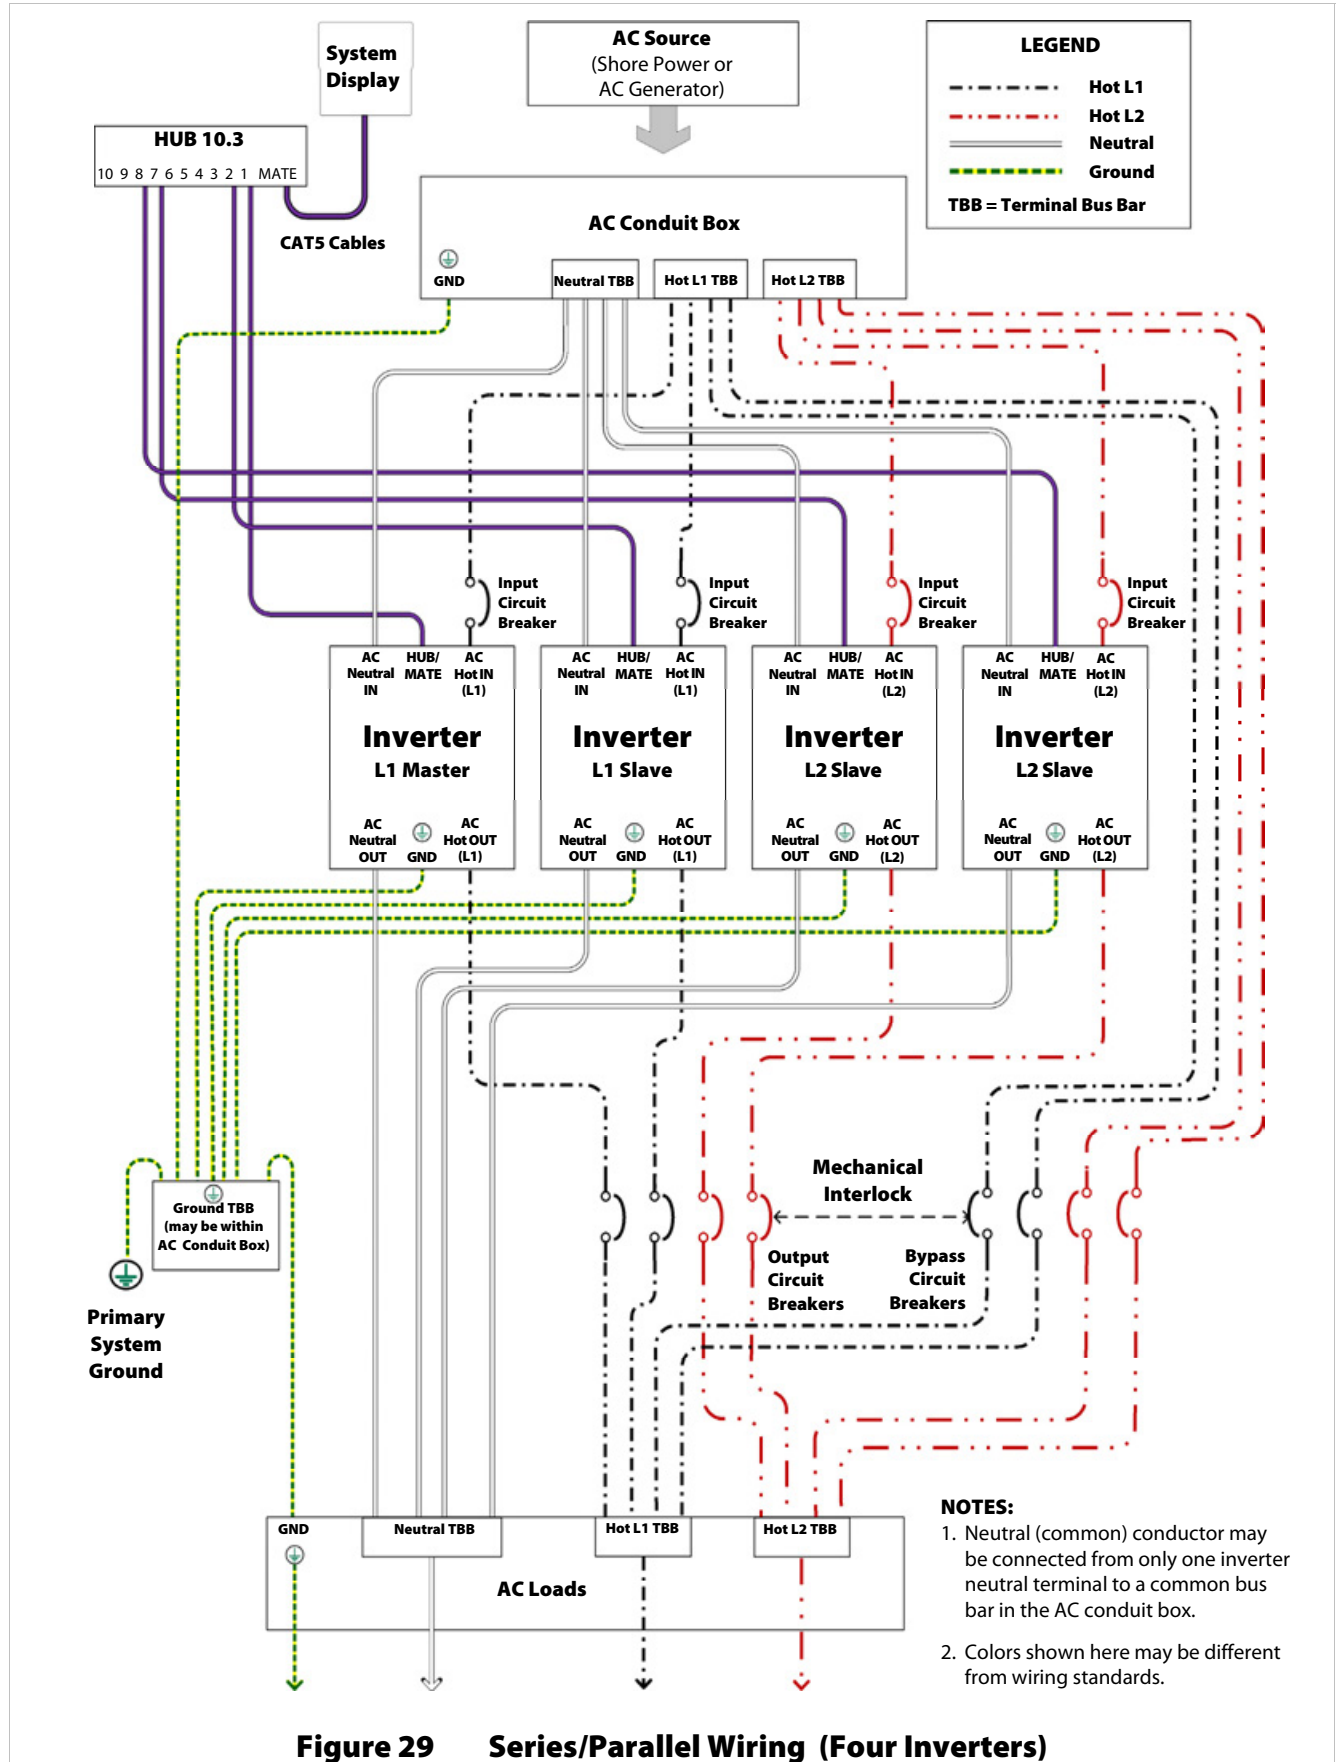 System
Display
AC Source
(Shore Power or
AC Generator)
LEGEND
Hot L1
Hot L2
Neutral
Ground
TBB = Terminal Bus Bar
HUB 10.3
10 9 8 7 6 5 4 3 2 1 MATE
CAT5 Cables
AC Conduit Box
GND
Neutral TBB
Hot L1 TBB
Hot L2 TBB
Input
Circuit
Breaker
Input
Circuit
Breaker
Input
Circuit
Breaker
Input
Circuit
Breaker
AC
Neutral
IN
HUB/
MATE
AC
Hot IN
(L1)
Inverter
L1 Master
AC
Neutral
OUT
GND
AC
Hot OUT
(L1)
AC
Neutral
IN
HUB/
MATE
AC
Hot IN
(L1)
Inverter
L1 Slave
AC
Neutral
OUT
GND
AC
Hot OUT
(L1)
AC
Neutral
IN
HUB/
MATE
AC
Hot IN
(L2)
Inverter
L2 Slave
AC
Neutral
OUT
GND
AC
Hot OUT
(L2)
AC
Neutral
IN
HUB/
MATE
AC
Hot IN
(L2)
Inverter
L2 Slave
AC
Neutral
OUT
GND
AC
Hot OUT
(L2)
Mechanical
Interlock
Output
Circuit
Breakers
Bypass
Circuit
Breakers
Ground TBB
(may be within
AC Conduit Box)
Primary
System
Ground
GND
Neutral TBB
Hot L1 TBB
Hot L2 TBB
AC Loads
NOTES:
1. Neutral (common) conductor may
be connected from only one inverter
neutral terminal to a common bus
bar in the AC conduit box.
2. Colors shown here may be different
from wiring standards.
Figure 29 Series/Parallel Wiring (Four Inverters)